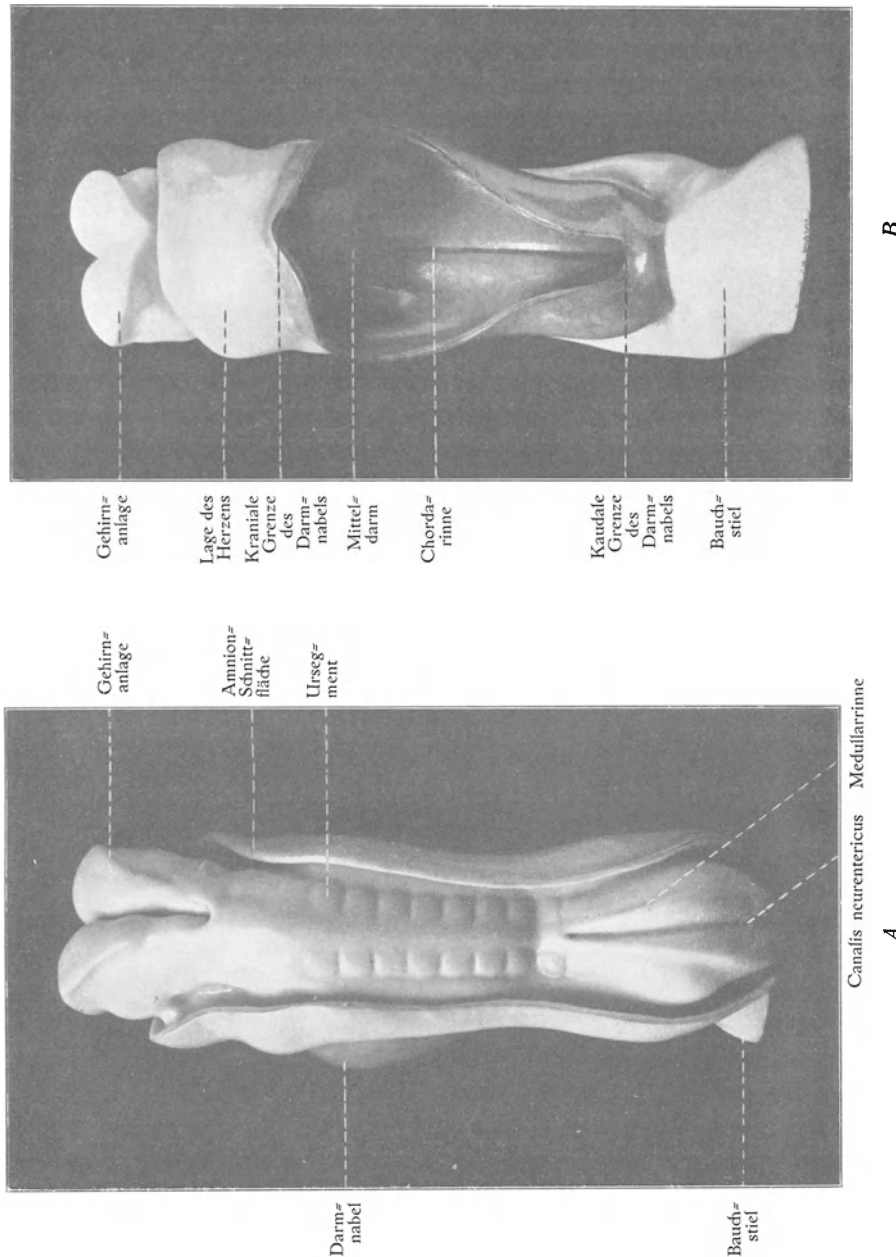 Gehirn⸗
anlage
Lage des
Herzens
Kraniale
Grenze
des
Darm⸗
nabels
Mittel⸗
darm
Chorda⸗
rinne
Kaudale
Grenze
des
Darm⸗
nabels
Bauch⸗
stiel
B
Gehirn⸗
anlage
Amnion⸗
Schnitt⸗
fläche
Urseg⸗
ment
Darm⸗
nabel
Bauch⸗
stiel
Canalis neurentericus
Medullarrinne
A